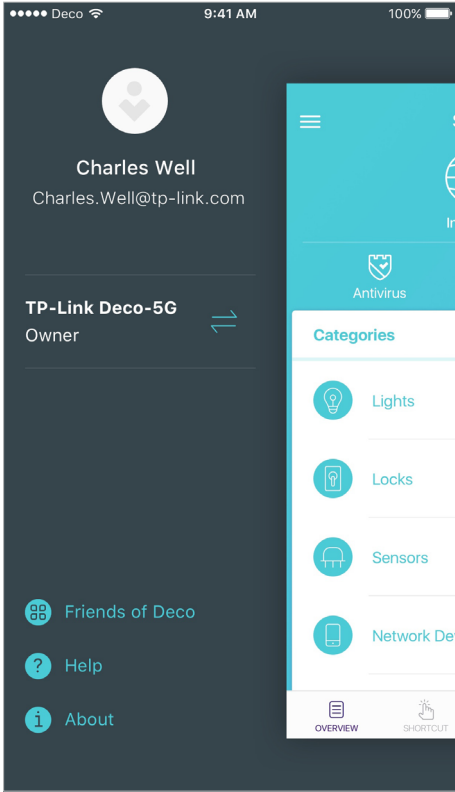 Deco
9:41 AM
100%
Charles Well
Charles.Well@tp-link.com
TP-Link Deco-5G
Owner
Friends of Deco
? Help
i About
Antivirus
Categories
Lights
Locks
Sensors
Network
OVERVIEW
SHORTCUT